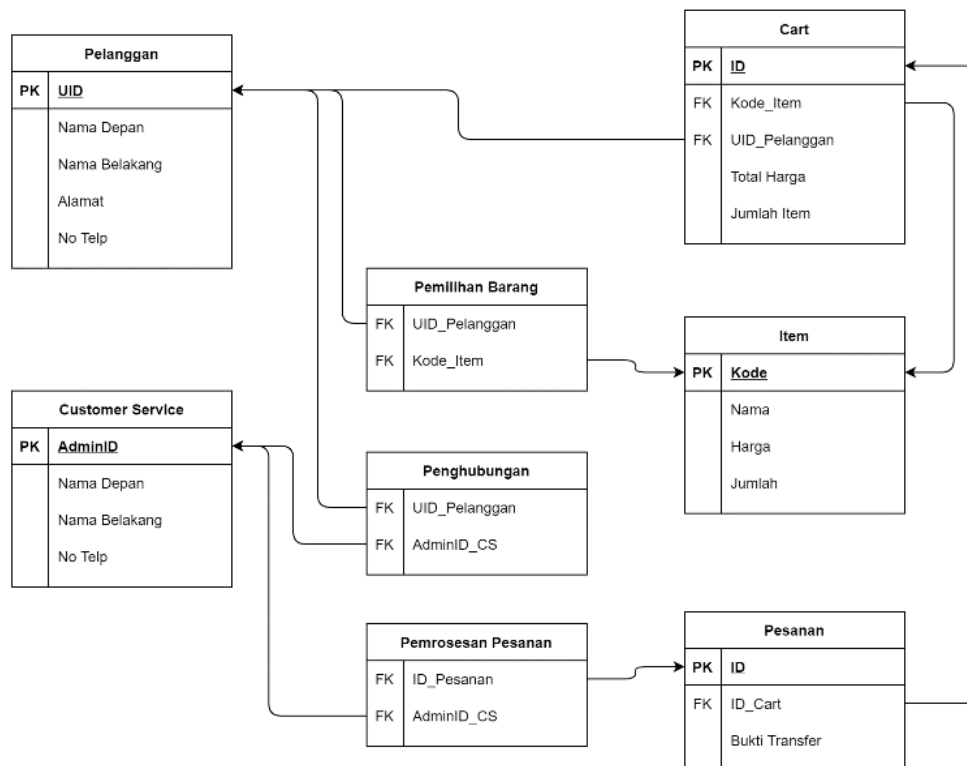 Pelanggan
PK UID
Nama Depan
Nama Belakang
Alamat
No Telp
Cart
PK ID
FK Kode_Item
FK UID_Pelanggan
Total Harga
Jumlah Item
Pemilihan Barang
FK UID_Pelanggan
FK Kode_Item
Item
PK Kode
Nama
Harga
Jumlah
Customer Service
PK AdminID
Nama Depan
Nama Belakang
No Telp
Penghubungan
FK UID_Pelanggan
FK AdminID_CS
Pemrosesan Pesanan
FK ID_Pesanan
FK AdminID_CS
Pesanan
PK ID
FK ID_Cart
Bukti Transfer